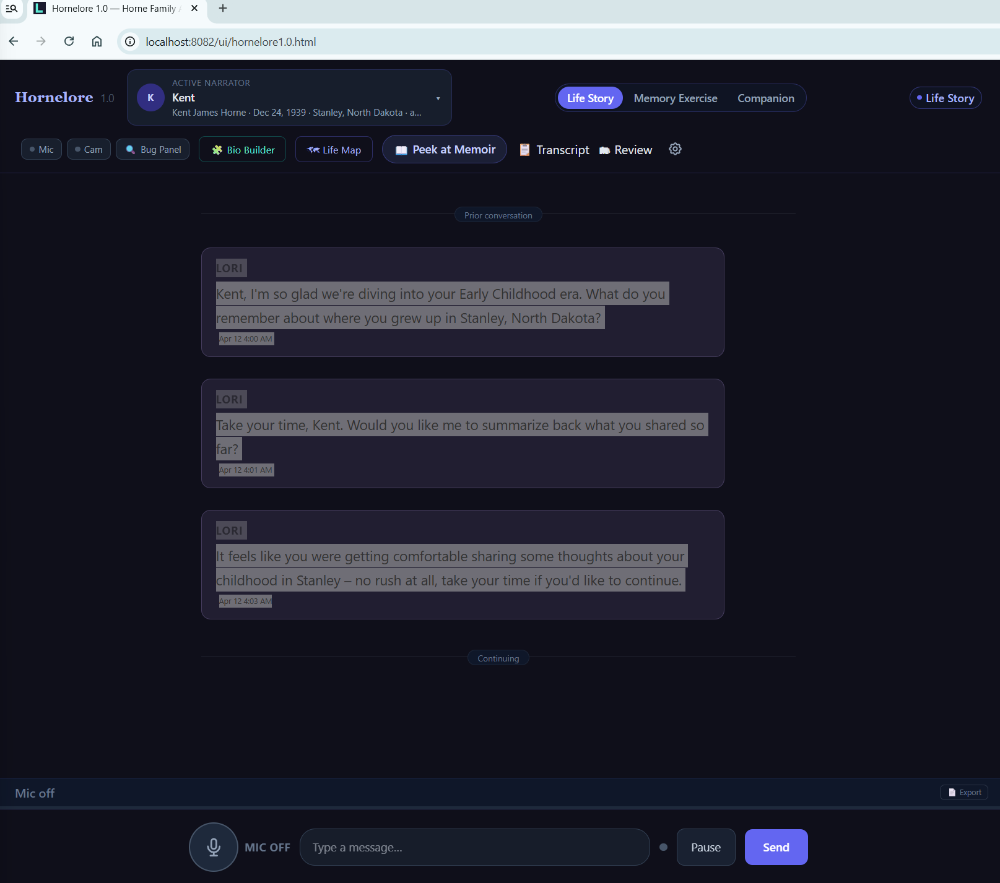 Hornelore 1.0 — Horne Family
localhost:8082/ui/hornelore1.0.html
Hornelore 1.0
K
ACTIVE NARRATOR
Kent
Kent James Horne · Dec 24, 1939 · Stanley, North Dakota · a...
Life Story
Memory Exercise
Companion
Life Story
Mic
Cam
Bug Panel
Bio Builder
Life Map
Peek at Memoir
Transcript
Review
Prior conversation
LORI
Kent, I'm so glad we're diving into your Early Childhood era. What do you
remember about where you grew up in Stanley, North Dakota?
Apr 12 4:00 AM
LORI
Take your time, Kent. Would you like me to summarize back what you shared so
far?
Apr 12 4:01 AM
LORI
It feels like you were getting comfortable sharing some thoughts about your
childhood in Stanley – no rush at all, take your time if you'd like to continue.
Apr 12 4:03 AM
Continuing
Mic off
Export
MIC OFF
Type a message...
Pause
Send